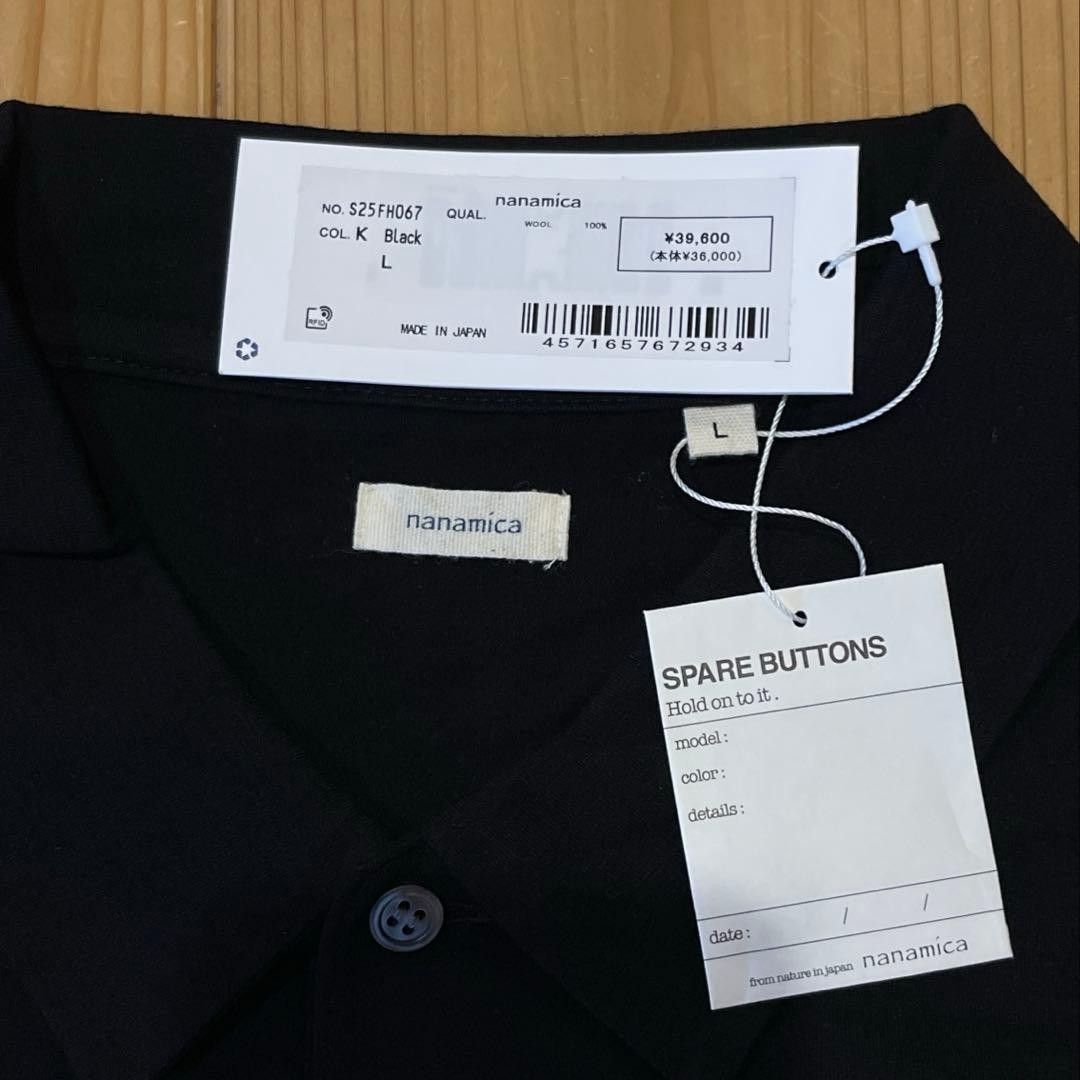 nanamica
NO. S25FH067 QUAL.
WOOL 100%
COL. K Black
L
¥39,600
(本体¥36,000)
RFID
MADE IN JAPAN
4571657672934
L
nanamica
SPARE BUTTONS
Hold on to it.
model:
color:
details:
date: / /
from nature in japan nanamica